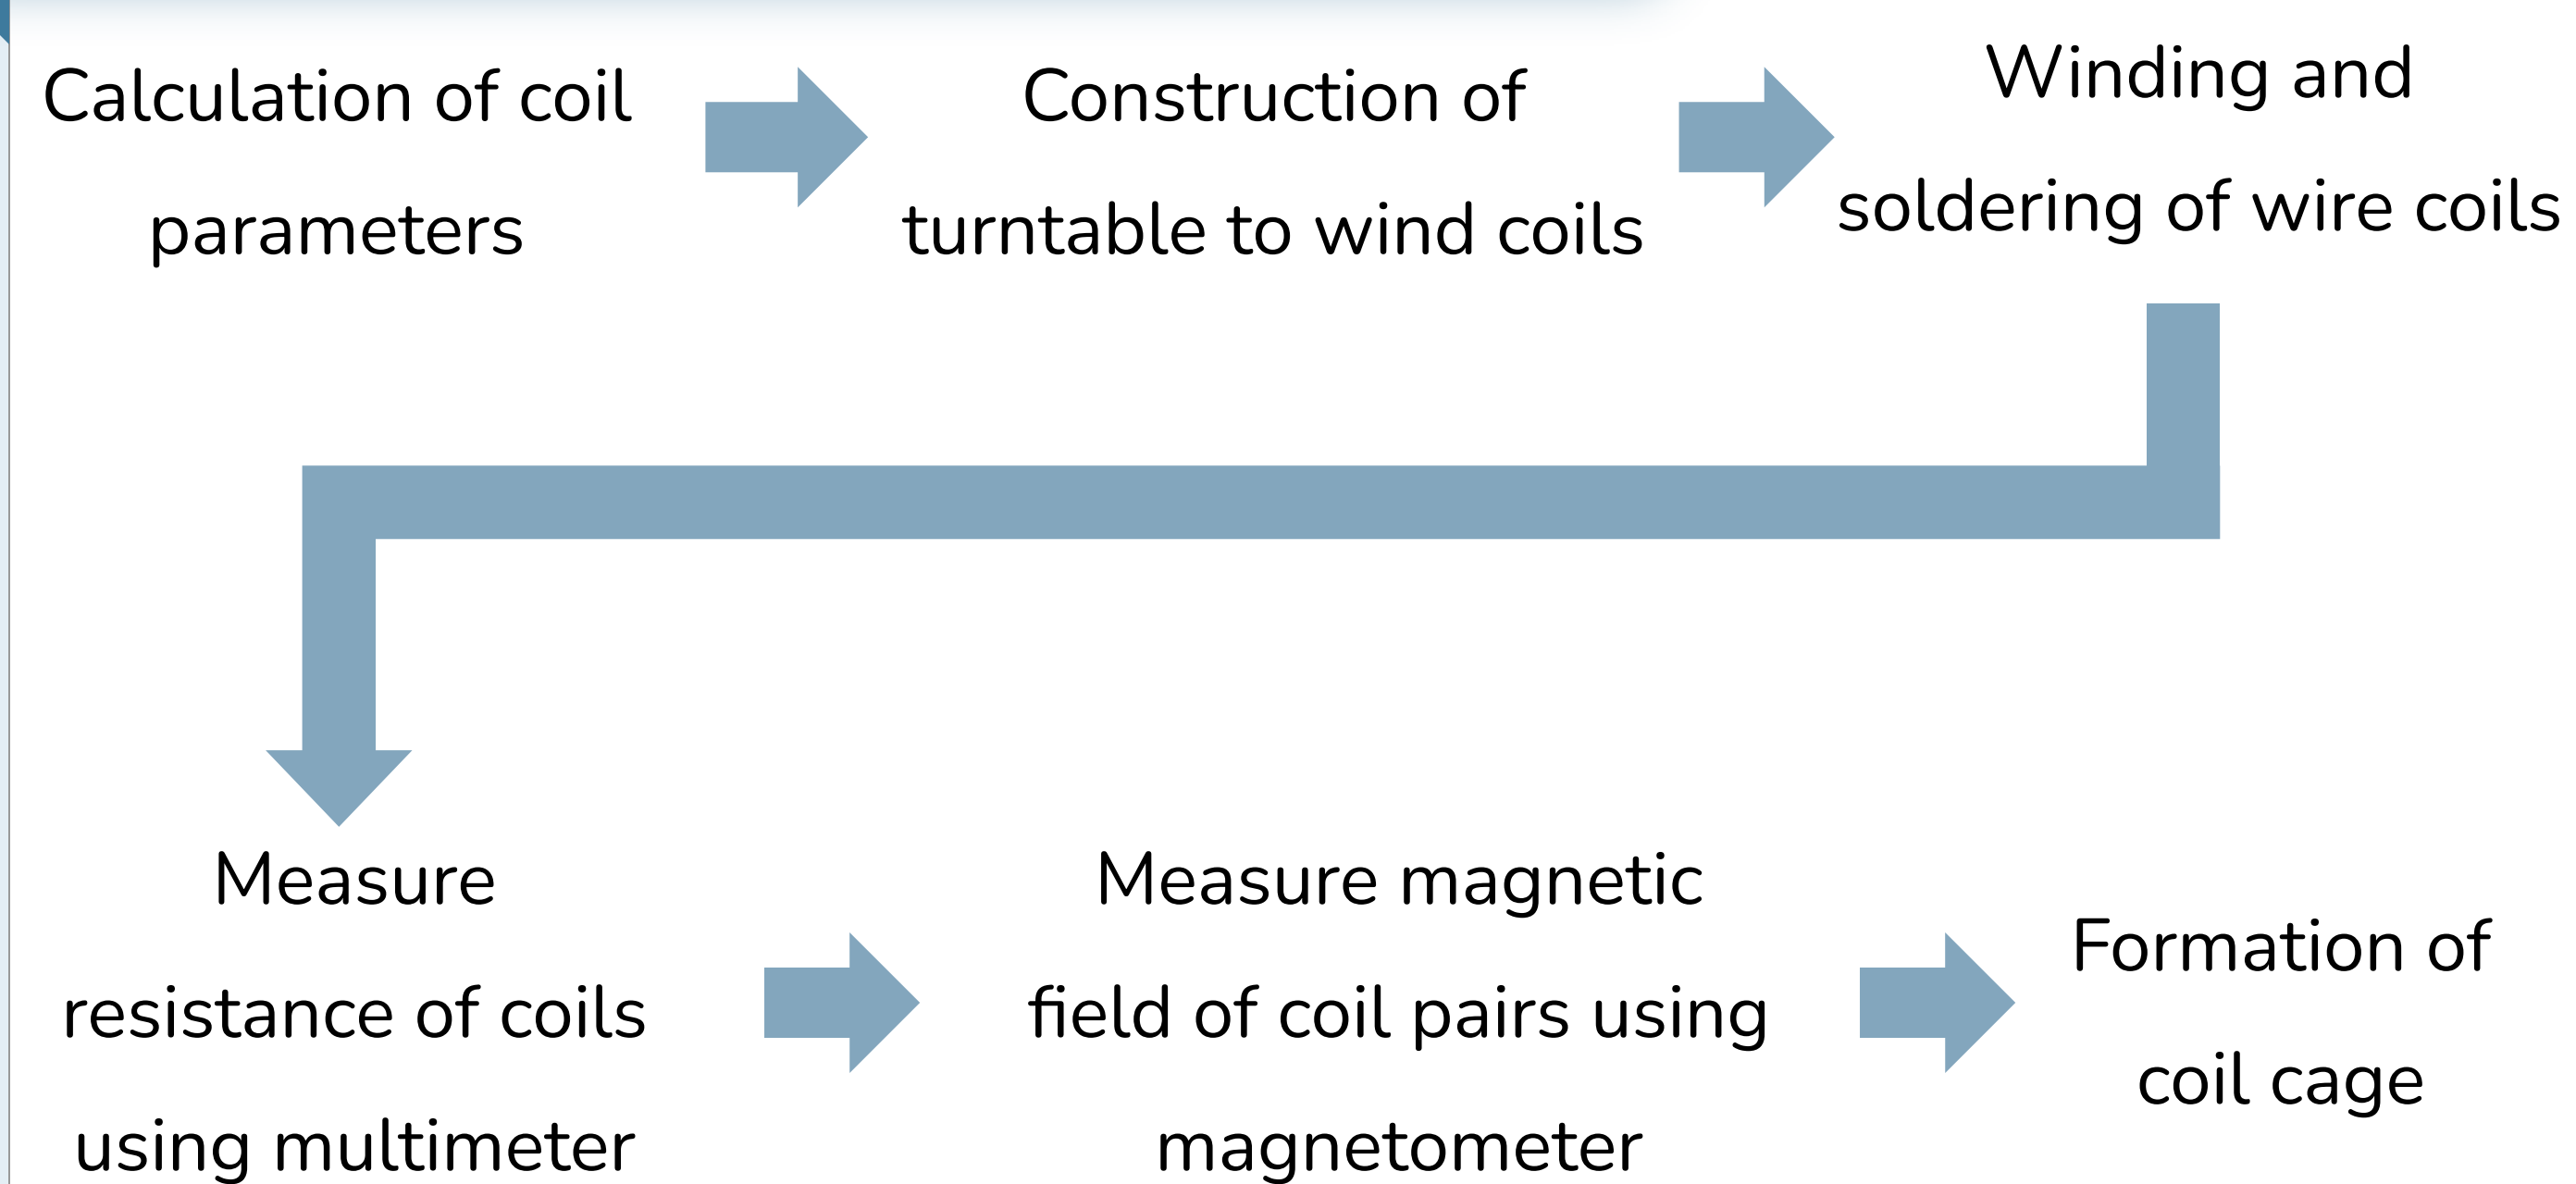 Calculation of coil
parameters
Construction of
turntable to wind coils
Winding and
soldering of wire coils
Measure
resistance of coils
using multimeter
Measure magnetic
field of coil pairs using
magnetometer
Formation of
coil cage